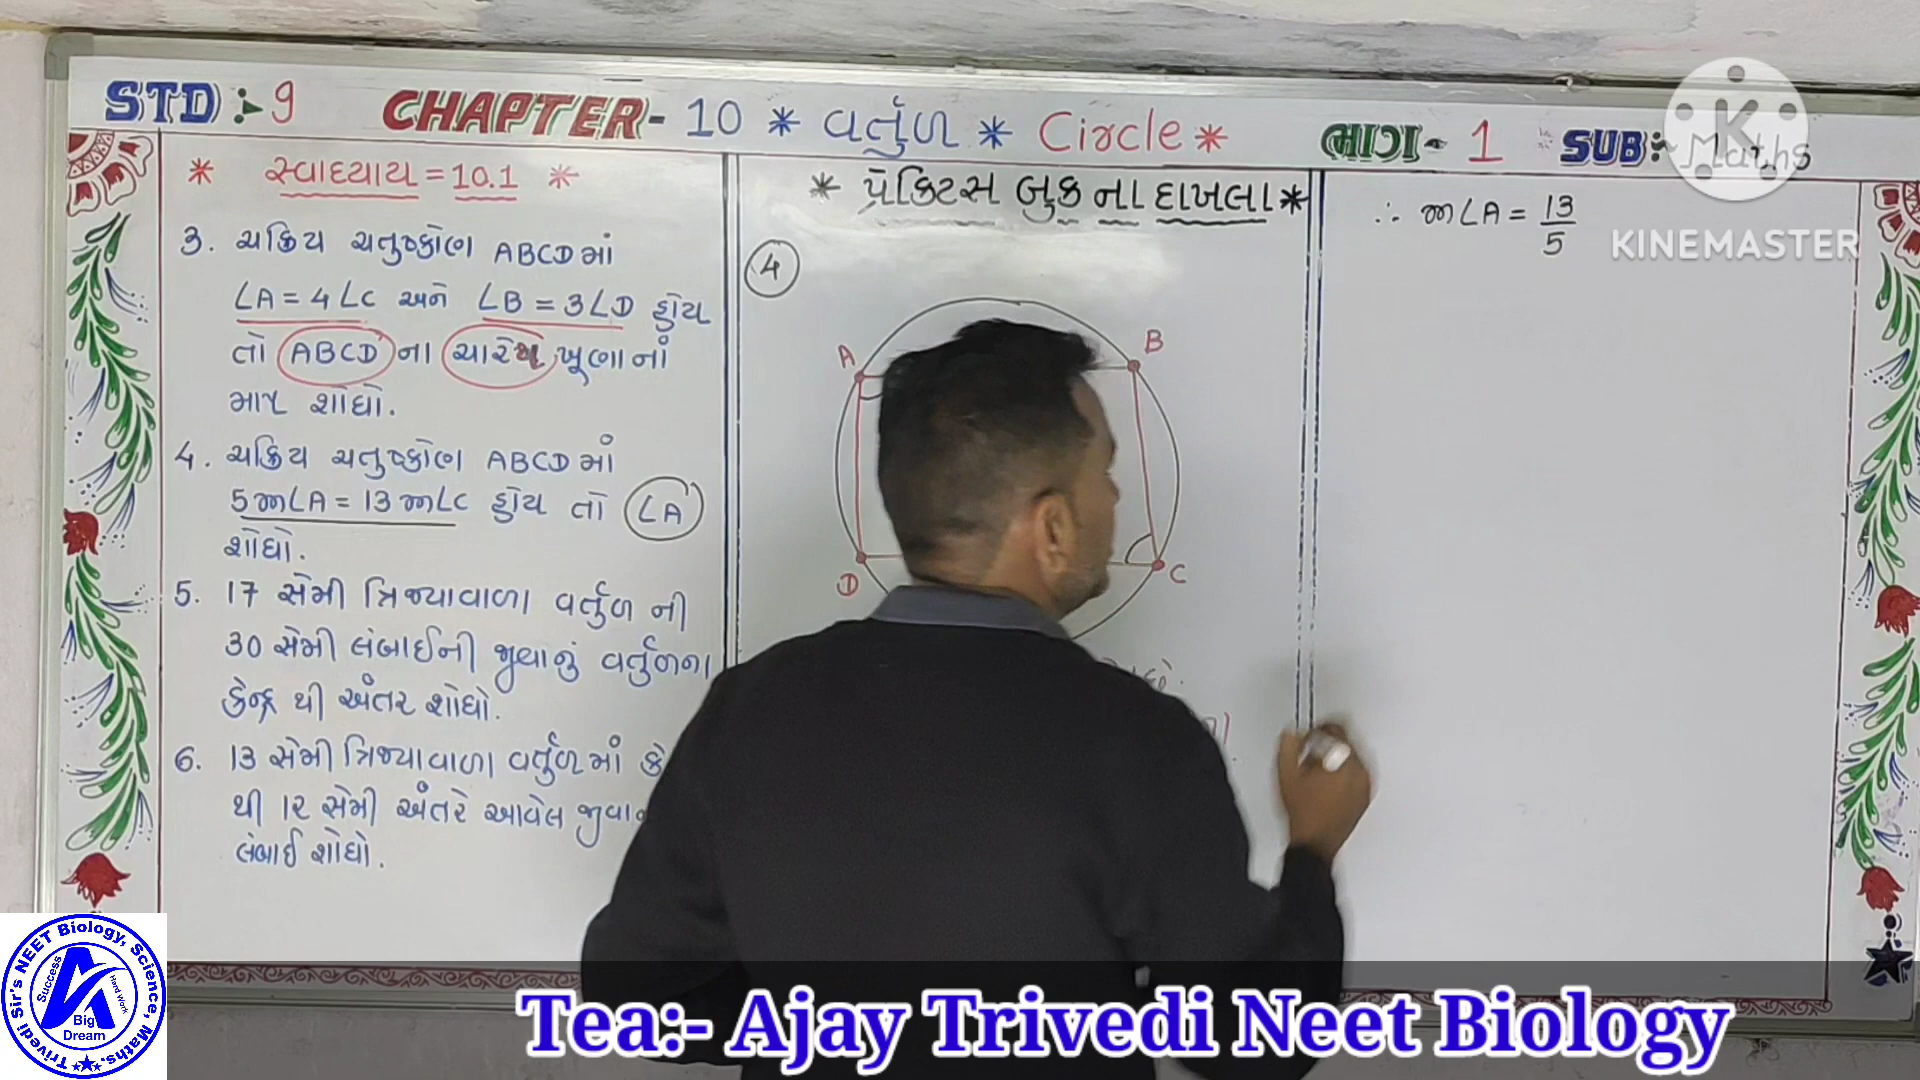 STD :- 9 CHAPTER - 10 * વર્તુળ * Circle * ભાગ - 1 * SUB :- Maths
* સ્વાધ્યાય = 10.1 *
3. ચક્રિય ચતુષ્કોણ ABCD માં
∠A = 4∠C અને ∠B = 3∠D હોય
તો ABCD ના ચારેય ખૂણાનાં
માપ શોધો.
4. ચક્રિય ચતુષ્કોણ ABCD માં
5m∠A = 13m∠C હોય તો ∠A
શોધો.
5. 17 સેમી ત્રિજ્યાવાળા વર્તુળ ની
30 સેમી લંબાઈની જીવાનું વર્તુળના
કેન્દ્ર થી અંતર શોધો.
6. 13 સેમી ત્રિજ્યાવાળા વર્તુળમાં કે
થી 12 સેમી અંતરે આવેલ જીવા
લંબાઈ શોધો.
* પ્રેકિટસ બુક ના દાખલા *
4
A
B
D
C
∴ m∠A = 13/5
K
KINEMASTER
Trivedi Sir's NEET Biology, Science, Maths.
Success
Hard Work
Big
Dream
Tea:- Ajay Trivedi Neet Biology